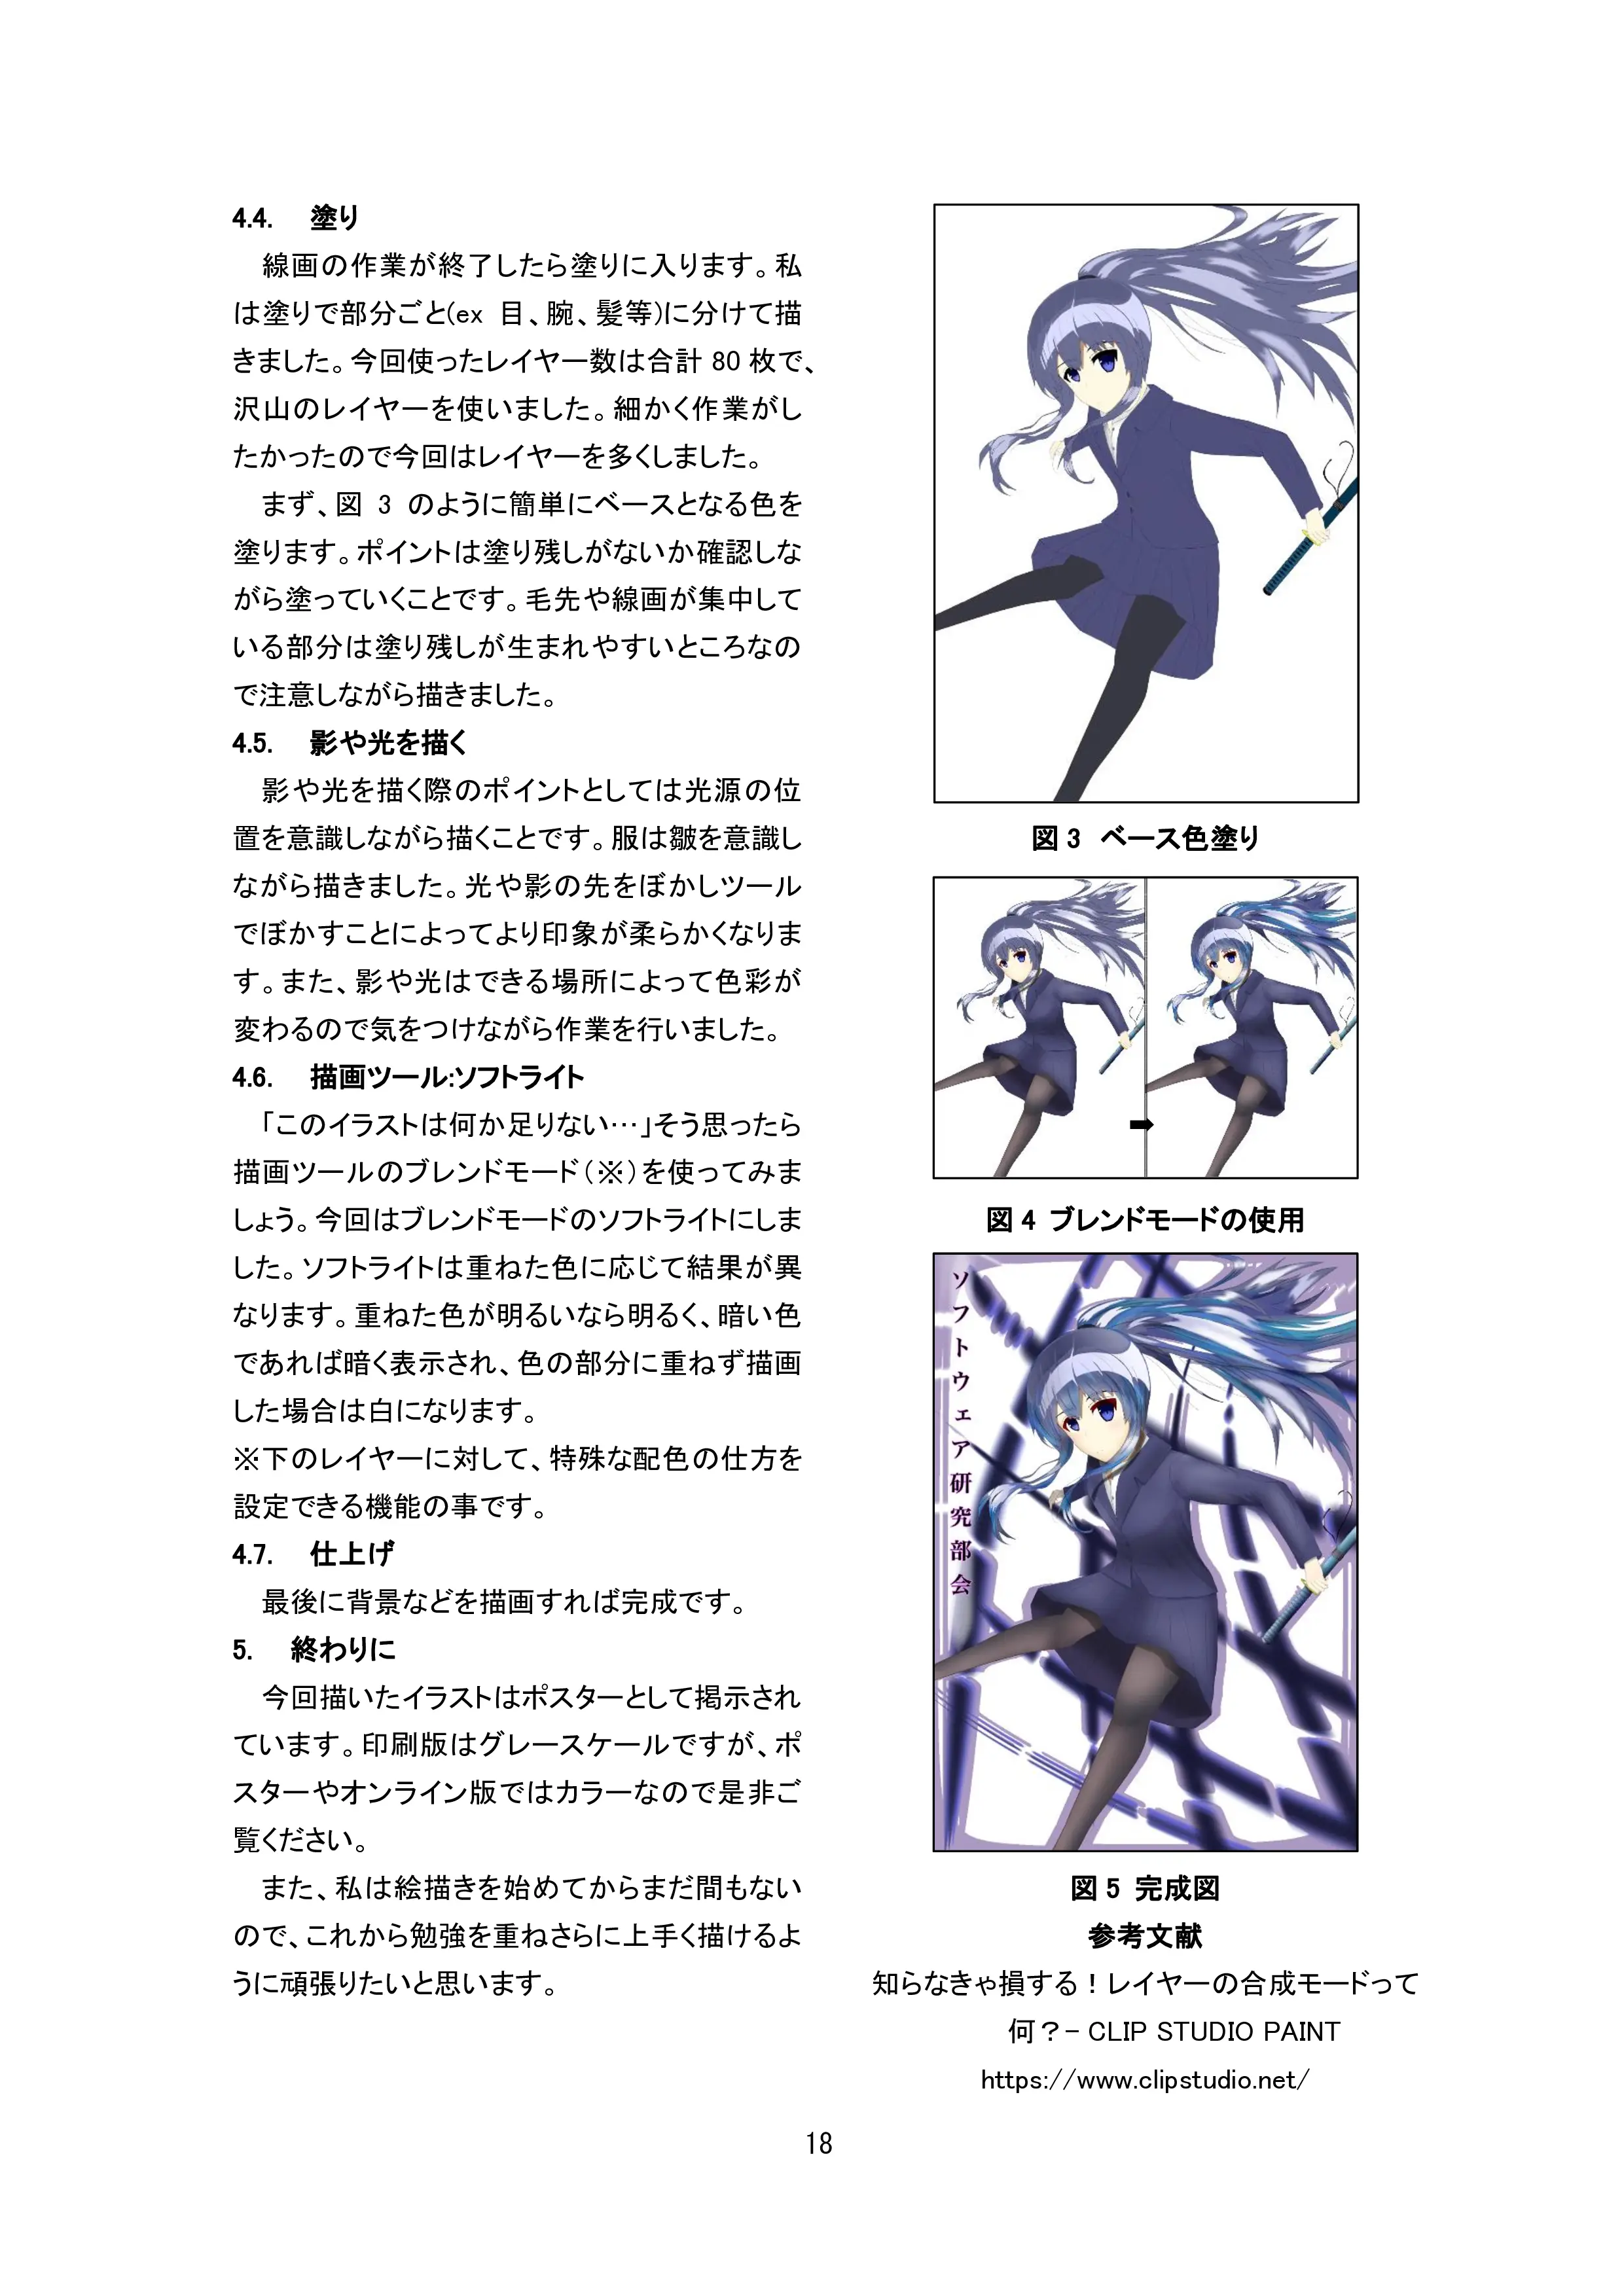 4.4. 塗り
線画の作業が終了したら塗りに入ります。私
は塗りで部分ごと(ex 目、腕、髪等)に分けて描
きました。今回使ったレイヤー数は合計 80 枚で、
沢山のレイヤーを使いました。細かく作業がし
たかったので今回はレイヤーを多くしました。
まず、図 3 のように簡単にベースとなる色を
塗ります。ポイントは塗り残しがないか確認しな
がら塗っていくことです。毛先や線画が集中して
いる部分は塗り残しが生まれやすいところなの
で注意しながら描きました。
4.5. 影や光を描く
影や光を描く際のポイントとしては光源の位
置を意識しながら描くことです。服は皺を意識し
ながら描きました。光や影の先をぼかしツール
でぼかすことによってより印象が柔らかくなりま
す。また、影や光はできる場所によって色彩が
変わるので気をつけながら作業を行いました。
4.6. 描画ツール:ソフトライト
「このイラストは何か足りない…」そう思ったら
描画ツールのブレンドモード(※)を使ってみま
しょう。今回はブレンドモードのソフトライトにしま
した。ソフトライトは重ねた色に応じて結果が異
なります。重ねた色が明るいなら明るく、暗い色
であれば暗く表示され、色の部分に重ねず描画
した場合は白になります。
※下のレイヤーに対して、特殊な配色の仕方を
設定できる機能の事です。
4.7. 仕上げ
最後に背景などを描画すれば完成です。
5. 終わりに
今回描いたイラストはポスターとして掲示され
ています。印刷版はグレースケールですが、ポ
スターやオンライン版ではカラーなので是非ご
覧ください。
また、私は絵描きを始めてからまだ間もない
ので、これから勉強を重ねさらに上手く描けるよ
うに頑張りたいと思います。
図 3 ベース色塗り
図 4 ブレンドモードの使用
ソフトウェア研究部会
図 5 完成図
参考文献
知らなきゃ損する！レイヤーの合成モードって
何？- CLIP STUDIO PAINT
https://www.clipstudio.net/
18